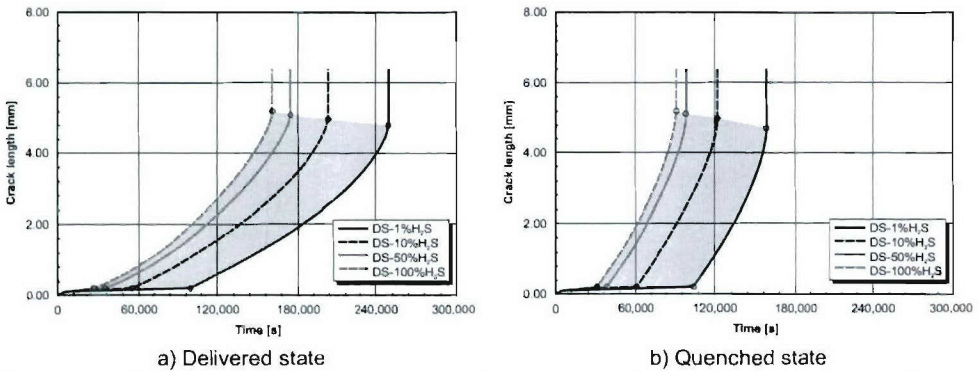 8.00
6.00
4.00
2.00
0.00
Crack length [mm]
0
60,000
120,000
180,000
240,000
300,000
Time [s]
DS-1%H₂S
DS-10%H₂S
DS-50%H₂S
DS-100%H₂S
a) Delivered state
8.00
6.00
4.00
2.00
0.00
Crack length [mm]
0
60,000
120,000
180,000
240,000
300,000
Time [s]
DS-1%H₂S
DS-10%H₂S
DS-50%H₂S
DS-100%H₂S
b) Quenched state